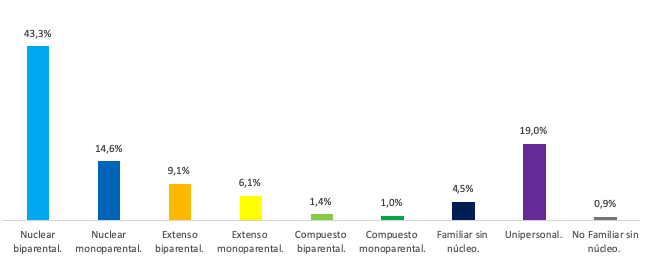 43,3%
14,6%
9,1%
6,1%
1,4%
1,0%
4,5%
19,0%
0,9%
Nuclear
biparental.
Nuclear
monoparental.
Extenso
biparental.
Extenso
monoparental.
Compuesto
biparental.
Compuesto
monoparental.
Familiar sin
núcleo.
Unipersonal.
No Familiar sin
núcleo.